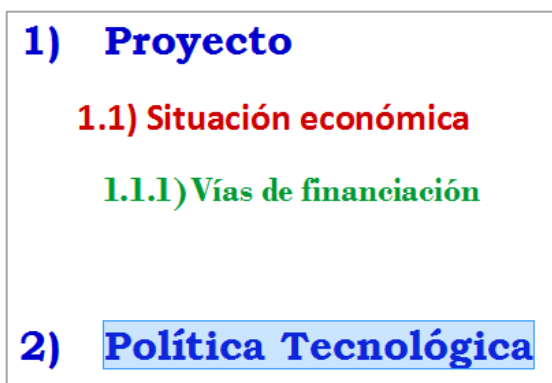 1) Proyecto
1.1) Situación económica
1.1.1) Vías de financiación
2) Política Tecnológica